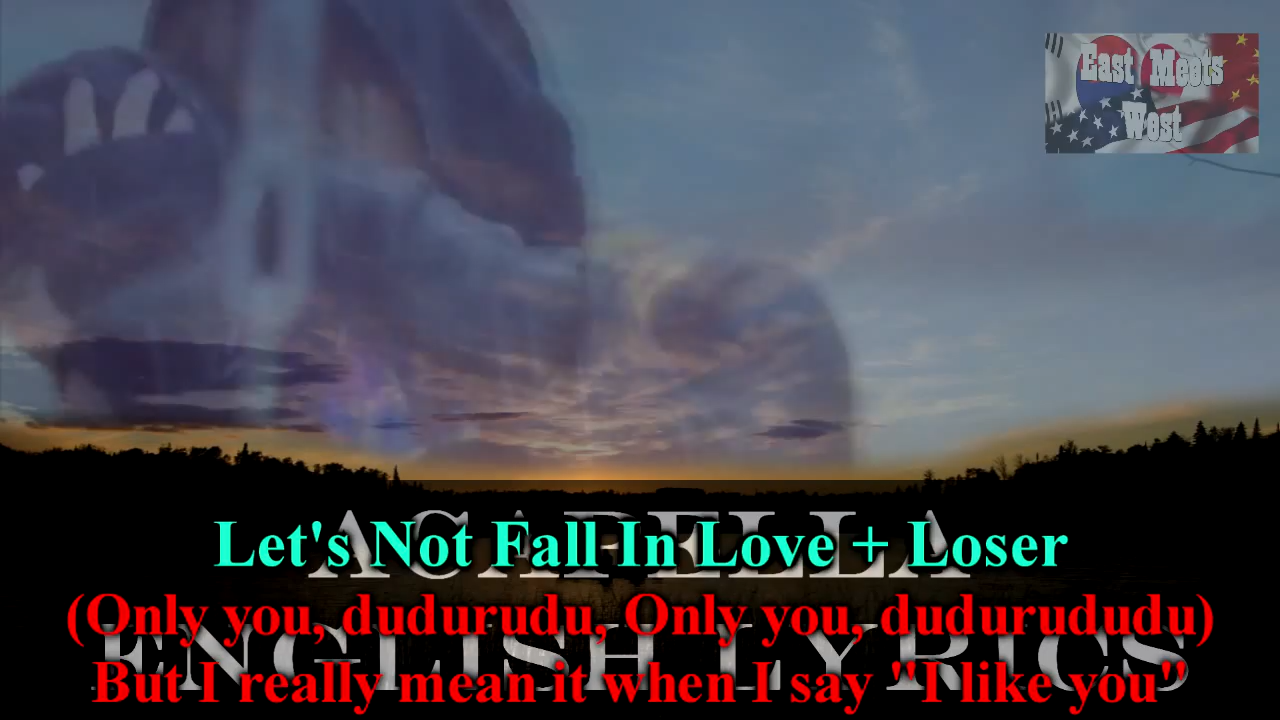 East Meets
West
ACAPELLA
Let's Not Fall In Love + Loser
(Only you, dudurudu, Only you, dudurududu)
ENGLISH LYRICS
But I really mean it when I say "I like you"